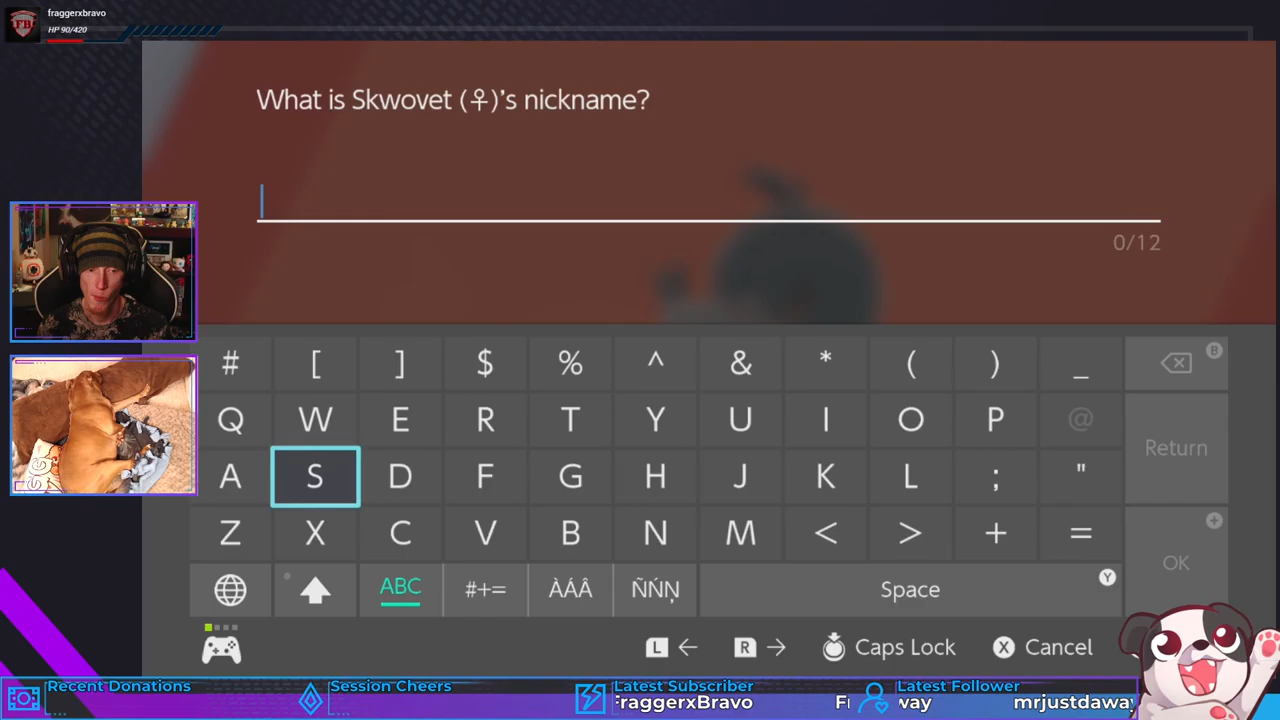 fraggerxbravo
HP 90/420
What is Skwovet (♀)'s nickname?
0/12
# [ ] $ % ^ & * ( ) _
B
Q W E R T Y U I O P @
Return
A S D F G H J K L ; "
Z X C V B N M < > + =
+
OK
ABC #+= ÀÁÂ ÑŃŅ Space Y
L ← R → Caps Lock X Cancel
Recent Donations
....
Session Cheers
....
Latest Subscriber
FraggerxBravo
Latest Follower
mrjustdaway